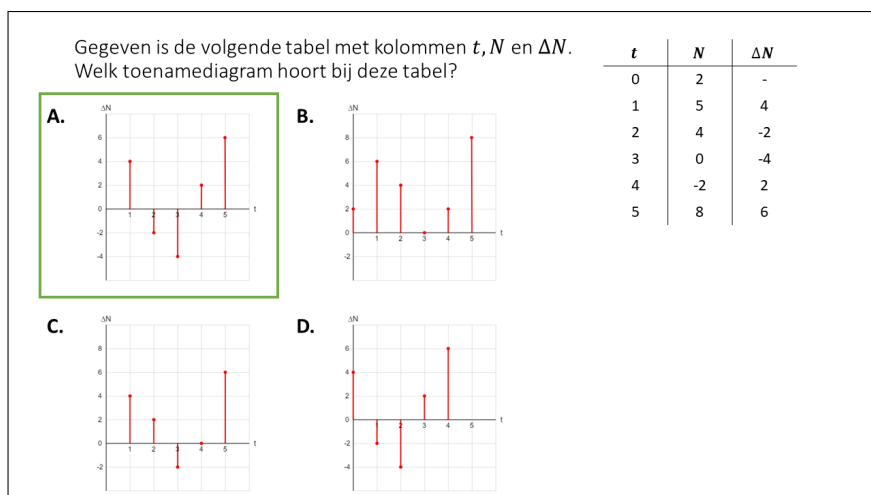 Gegeven is de volgende tabel met kolommen t, N en ΔN.
Welk toenamediagram hoort bij deze tabel?
t N ΔN
0 2 -
1 5 4
2 4 -2
3 0 -4
4 -2 2
5 8 6
A.
ΔN
6
4
2
0
-2
-4
1 2 3 4 5 t
B.
ΔN
8
6
4
2
0
-2
1 2 3 4 5 t
C.
ΔN
8
6
4
2
0
-2
1 2 3 4 5 t
D.
ΔN
6
4
2
0
-2
-4
1 2 3 4 5 t